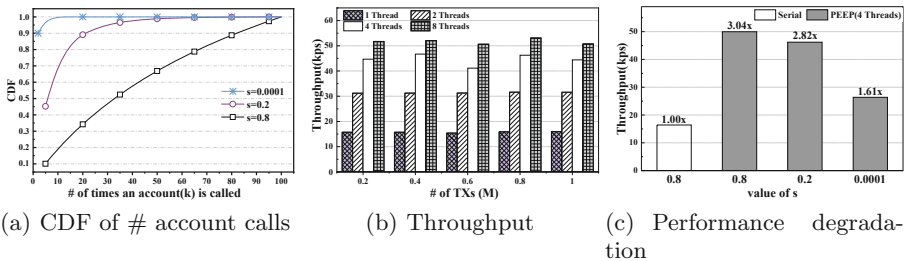 CDF
1.0
0.9
0.8
0.7
0.6
0.5
0.4
0.3
0.2
0.1
s=0.0001
s=0.2
s=0.8
0 10 20 30 40 50 60 70 80 90 100
# of times an account(k) is called
(a) CDF of # account calls
Throughput(kps)
60
50
40
30
20
10
0
1 Thread
2 Threads
4 Threads
8 Threads
0.2 0.4 0.6 0.8 1
# of TXs (M)
(b) Throughput
Throughput(kps)
50
40
30
20
10
0
Serial
PEEP(4 Threads)
1.00x
3.04x
2.82x
1.61x
0.8 0.8 0.2 0.0001
value of s
(c) Performance degrada-
tion